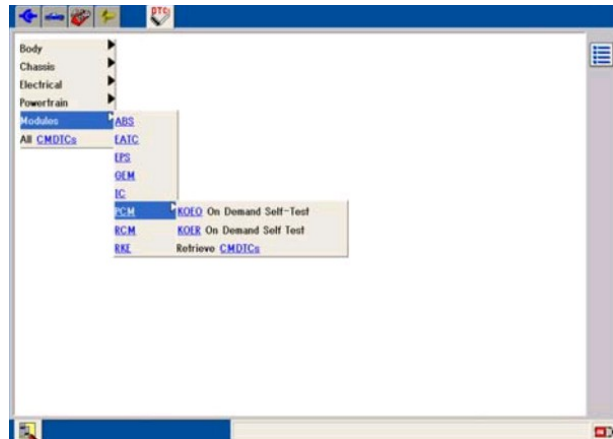 DTC
Body
Chassis
Electrical
Powertrain
Modules
All CMDTCs
ABS
EATC
EPS
GEM
IC
PCM
RCM
RKE
KOEO On Demand Self-Test
KOER On Demand Self Test
Retrieve CMDTCs